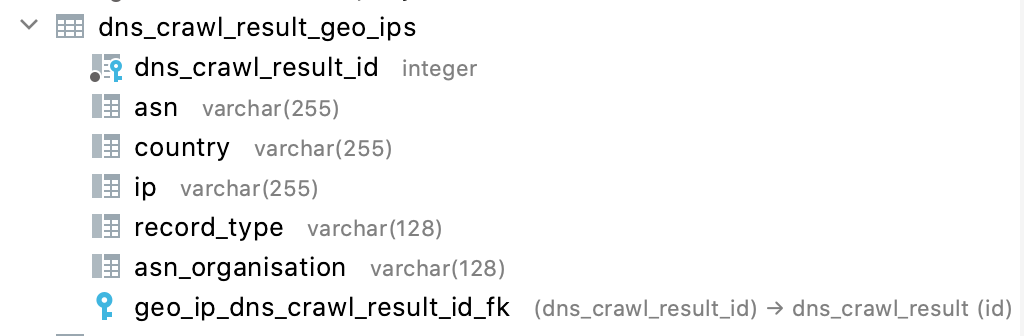 dns_crawl_result_geo_ips
dns_crawl_result_id integer
asn varchar(255)
country varchar(255)
ip varchar(255)
record_type varchar(128)
asn_organisation varchar(128)
geo_ip_dns_crawl_result_id_fk (dns_crawl_result_id) → dns_crawl_result (id)